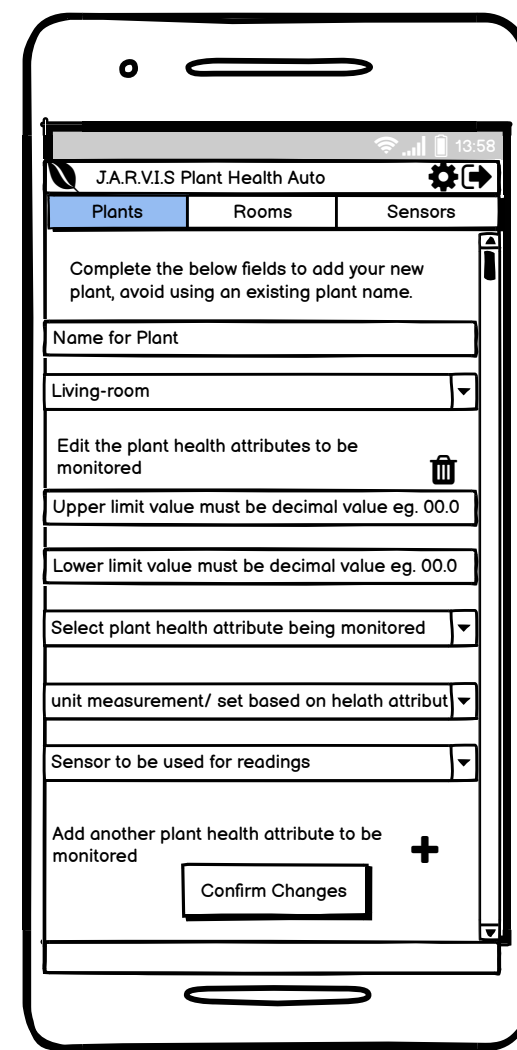 13:58
J.A.R.V.I.S Plant Health Auto
Plants Rooms Sensors
Complete the below fields to add your new
plant, avoid using an existing plant name.
Name for Plant
Living-room
Edit the plant health attributes to be
monitored
Upper limit value must be decimal value eg. 00.0
Lower limit value must be decimal value eg. 00.0
Select plant health attribute being monitored
unit measurement/ set based on helath attribut
Sensor to be used for readings
Add another plant health attribute to be
monitored
Confirm Changes